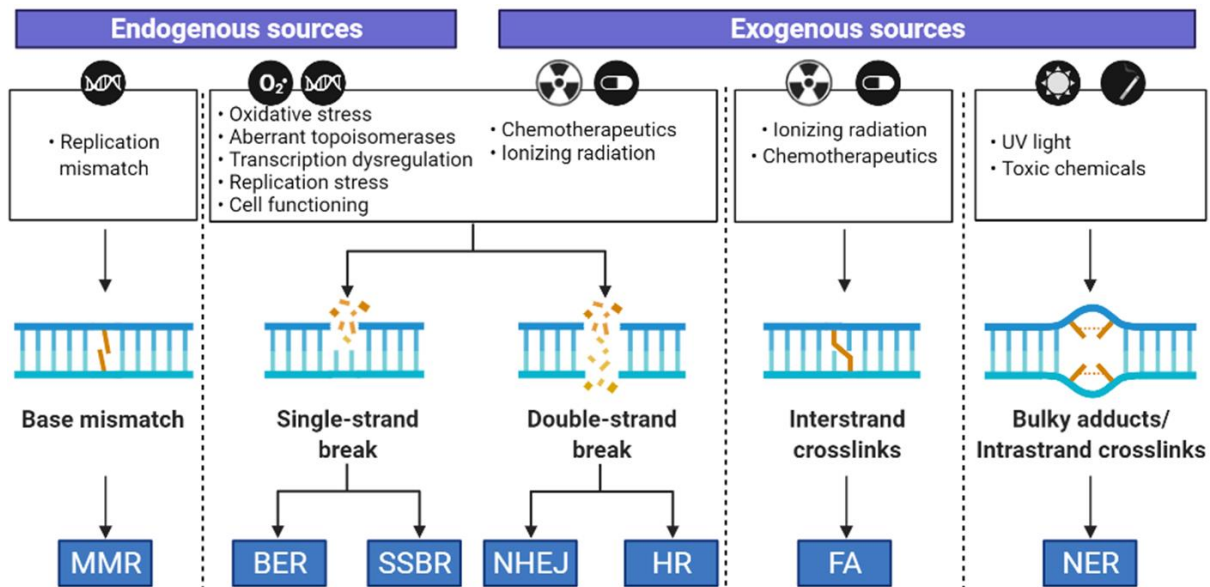 Endogenous sources
Exogenous sources
O₂•
• Replication
mismatch
• Oxidative stress
• Aberrant topoisomerases
• Transcription dysregulation
• Replication stress
• Cell functioning
• Chemotherapeutics
• Ionizing radiation
• Ionizing radiation
• Chemotherapeutics
• UV light
• Toxic chemicals
Base mismatch
Single-strand
break
Double-strand
break
Interstrand
crosslinks
Bulky adducts/
Intrastrand crosslinks
MMR
BER
SSBR
NHEJ
HR
FA
NER